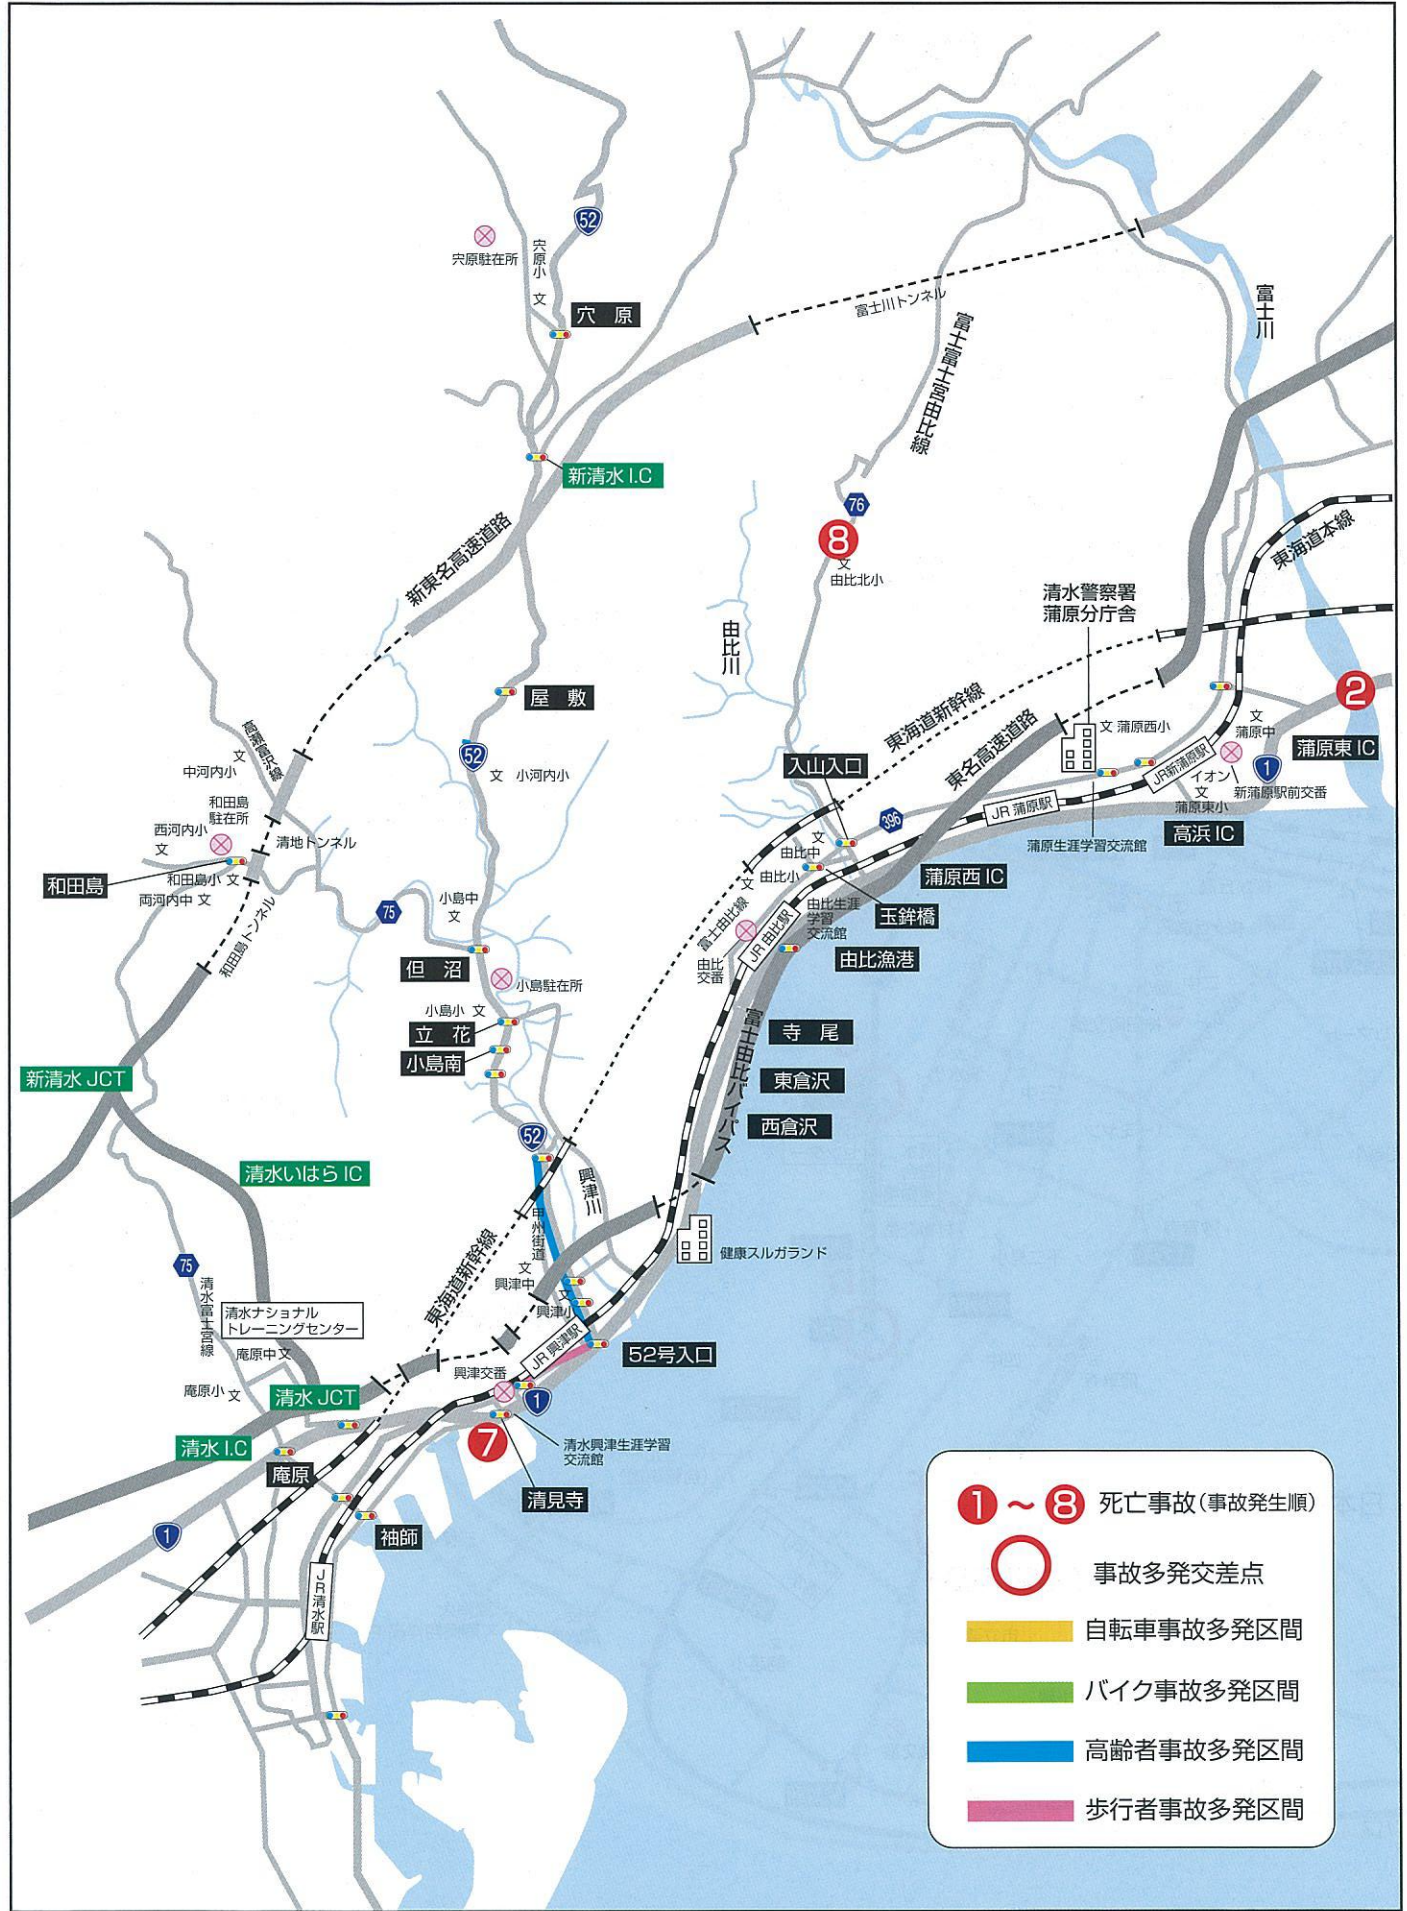 52
穴原駐在所
穴原小
文
穴 原
富士川トンネル
富士川
富士富士宮由比線
新清水 I.C
76
8
文
由比北小
新東名高速道路
東海道本線
清水警察署
蒲原分庁舎
由比川
屋 敷
東海道新幹線
2
高瀬富沢線
文
中河内小
52
文 小河内小
東名高速道路
文 蒲原西小
文
蒲原中
蒲原東 IC
入山入口
JR新蒲原駅
イオン
1
新蒲原駅前交番
和田島
駐在所
西河内小
文
清地トンネル
396
JR 蒲原駅
文
蒲原東小
高浜 IC
文
由比中
蒲原生涯学習交流館
和田島
和田島小 文
両河内中 文
由比小
文
蒲原西 IC
75
小島中
文
富士由比線
由比生涯
学習
交流館
玉鉾橋
和田島トンネル
JR 由比駅
由比
交番
由比漁港
但 沼
小島駐在所
小島小 文
立 花
寺 尾
小島南
富士由比バイパス
東倉沢
新清水 JCT
西倉沢
52
清水いはら IC
興津川
甲州街道
東海道新幹線
健康スルガランド
75
文
興津中
清水富士宮線
清水ナショナル
トレーニングセンター
文
興津小
JR 興津駅
52号入口
庵原中 文
興津交番
庵原小 文
清水 JCT
1
清水 I.C
7
清水興津生涯学習
交流館
庵原
清見寺
1
袖師
JR清水駅
1 ～ 8 死亡事故(事故発生順)
事故多発交差点
自転車事故多発区間
バイク事故多発区間
高齢者事故多発区間
歩行者事故多発区間